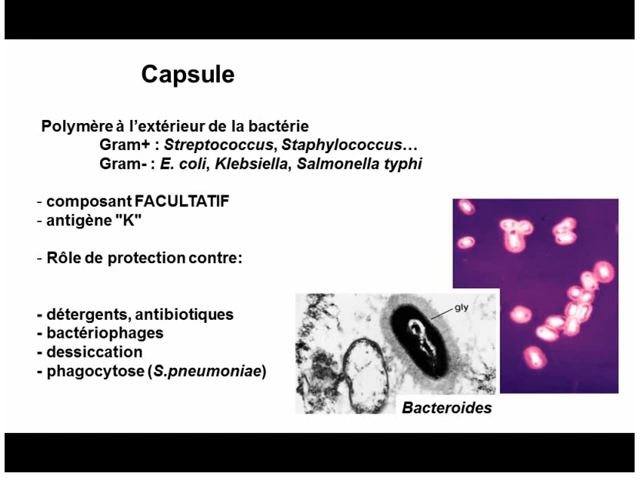 Capsule
Polymère à l'extérieur de la bactérie
Gram+ : Streptococcus, Staphylococcus…
Gram- : E. coli, Klebsiella, Salmonella typhi
- composant FACULTATIF
- antigène "K"
- Rôle de protection contre:
- détergents, antibiotiques
- bactériophages
- dessiccation
- phagocytose (S.pneumoniae)
gly
Bacteroides